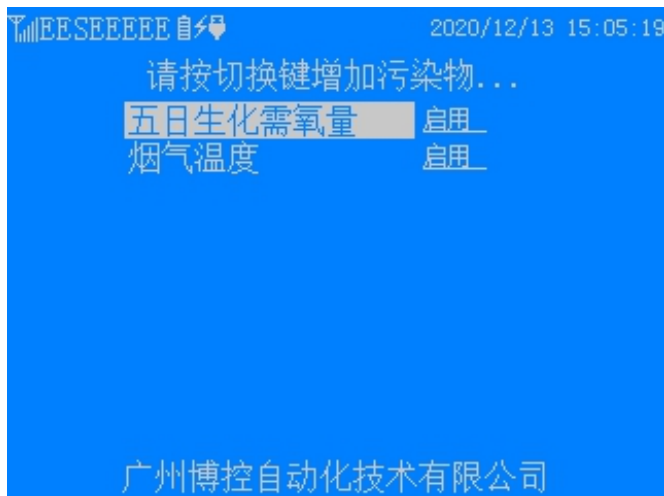 EESEEEEE 2020/12/13 15:05:19
请按切换键增加污染物...
五日生化需氧量 启用
烟气温度 启用
广州博控自动化技术有限公司